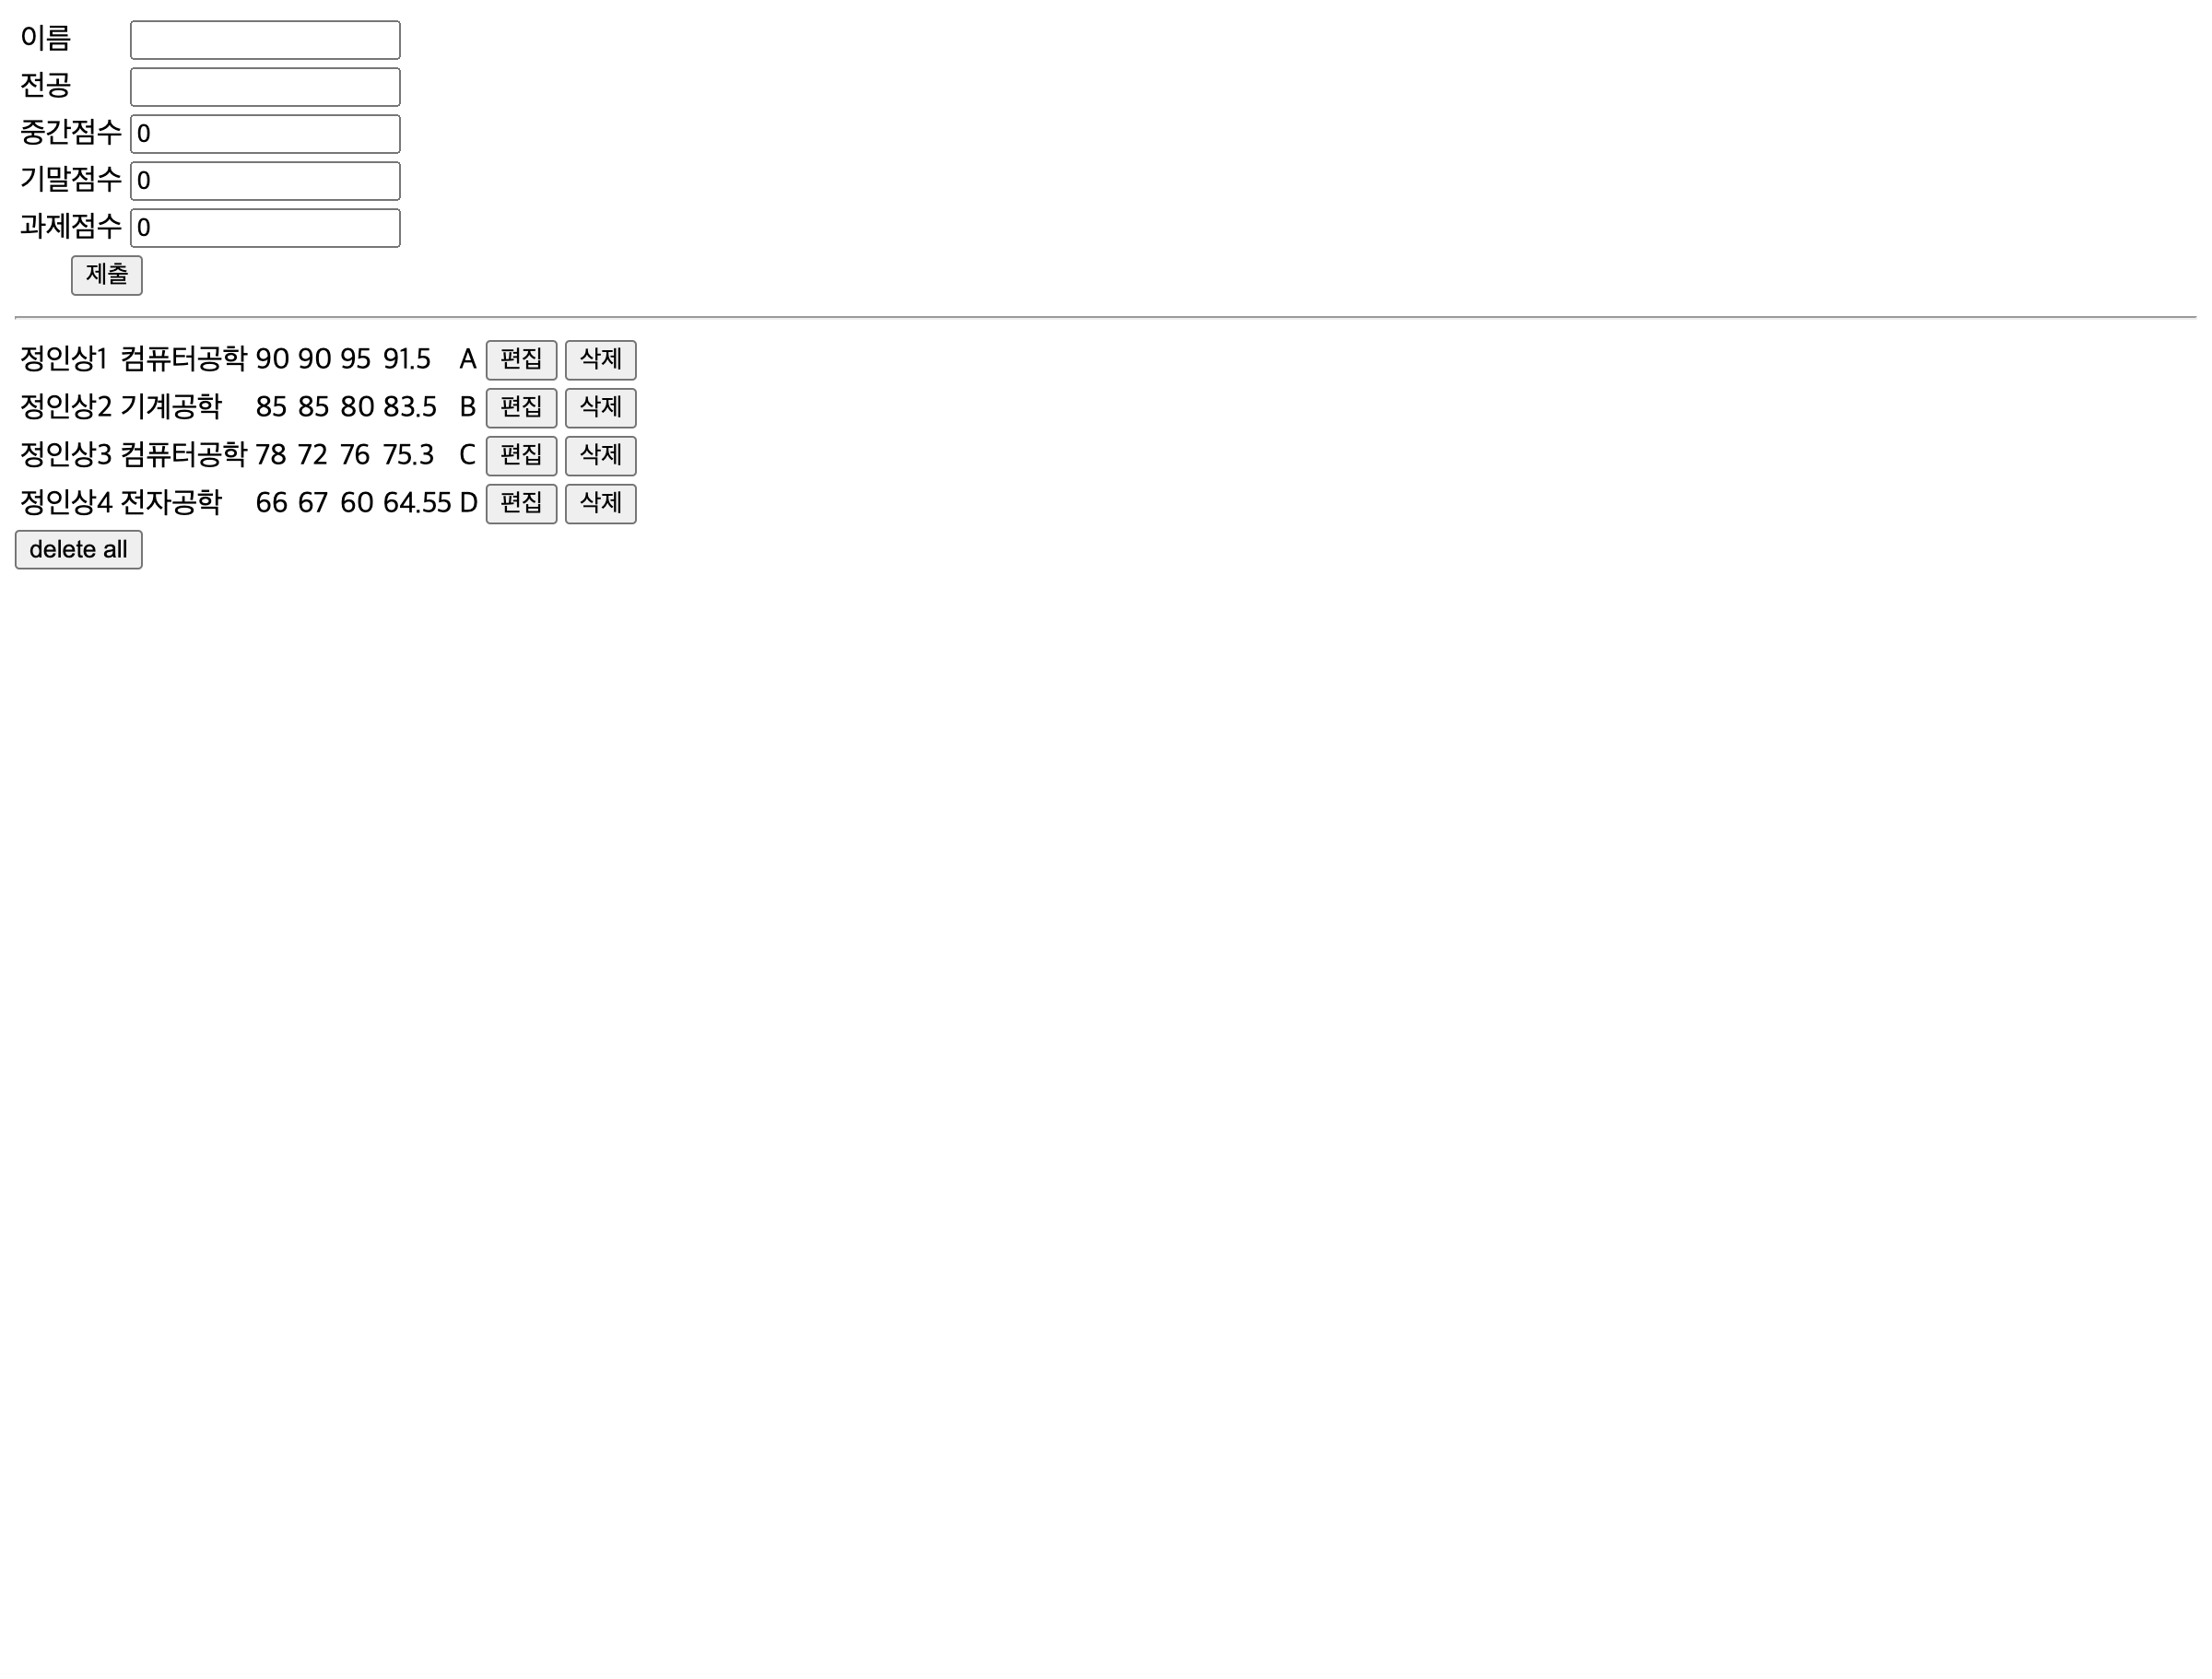 이름
전공
중간점수 0
기말점수 0
과제점수 0
제출
정인상1 컴퓨터공학 90 90 95 91.5 A 편집 삭제
정인상2 기계공학 85 85 80 83.5 B 편집 삭제
정인상3 컴퓨터공학 78 72 76 75.3 C 편집 삭제
정인상4 전자공학 66 67 60 64.55 D 편집 삭제
delete all